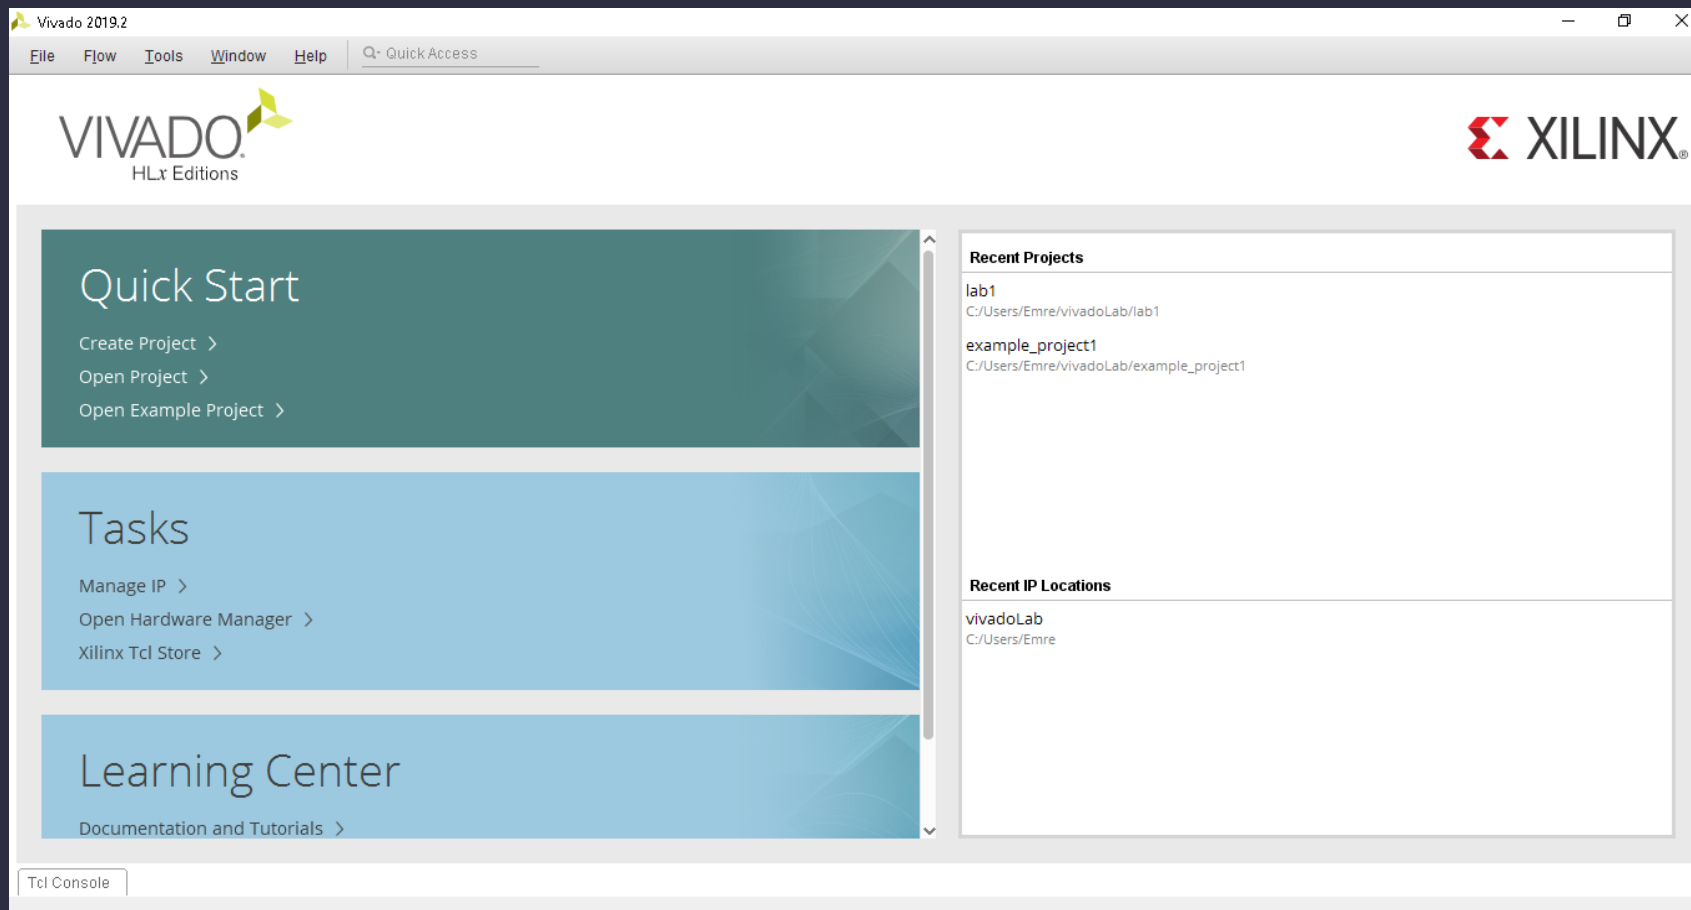 Vivado 2019.2
File Flow Tools Window Help Quick Access
VIVADO.
HLx Editions
XILINX®
Quick Start
Create Project >
Open Project >
Open Example Project >
Tasks
Manage IP >
Open Hardware Manager >
Xilinx Tcl Store >
Learning Center
Documentation and Tutorials >
Recent Projects
lab1
C:/Users/Emre/vivadoLab/lab1
example_project1
C:/Users/Emre/vivadoLab/example_project1
Recent IP Locations
vivadoLab
C:/Users/Emre
Tcl Console